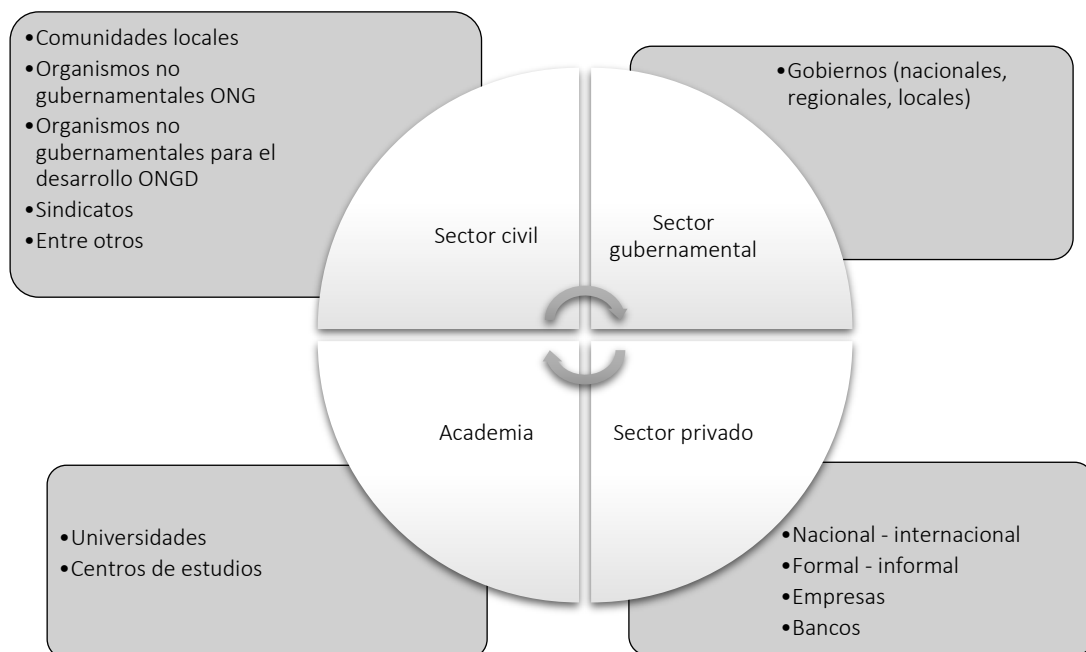 •Comunidades locales
•Organismos no
gubernamentales ONG
•Organismos no
gubernamentales para el
desarrollo ONGD
•Sindicatos
•Entre otros
•Gobiernos (nacionales,
regionales, locales)
Sector civil
Sector
gubernamental
Academia
Sector privado
•Universidades
•Centros de estudios
•Nacional - internacional
•Formal - informal
•Empresas
•Bancos